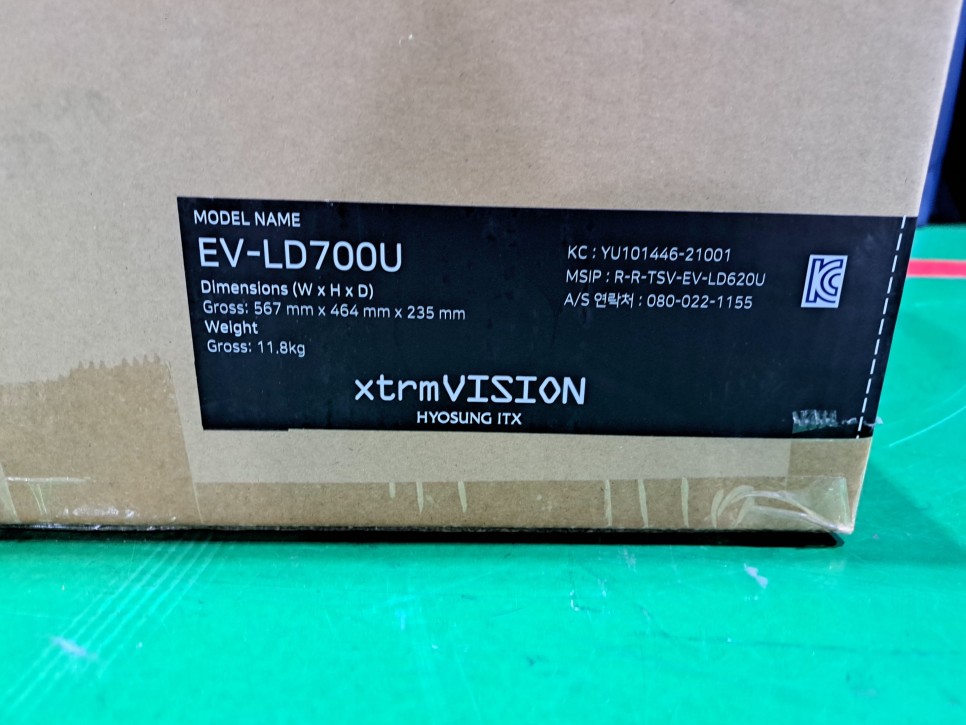 MODEL NAME
EV-LD700U
Dimensions (W x H x D)
Gross: 567 mm x 464 mm x 235 mm
Weight
Gross: 11.8kg
KC : YU101446-21001
MSIP : R-R-TSV-EV-LD620U
A/S 연락처 : 080-022-1155
KC
xtrmVISION
HYOSUNG ITX